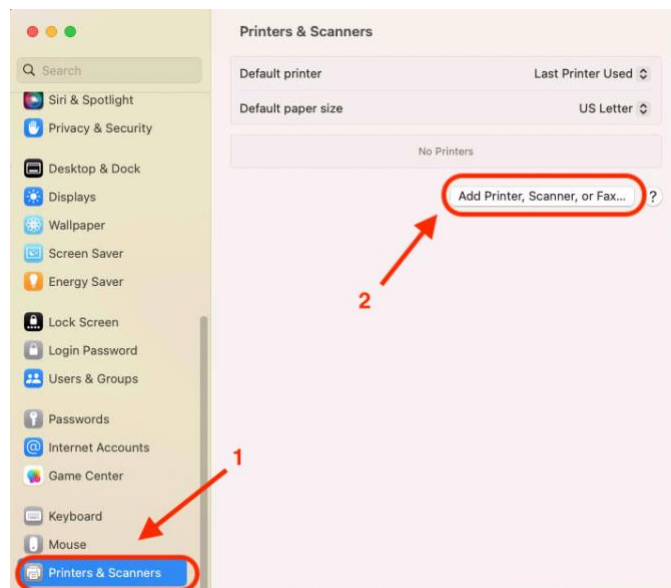 Printers & Scanners
Search
Default printer Last Printer Used
Siri & Spotlight
Default paper size US Letter
Privacy & Security
No Printers
Desktop & Dock
Add Printer, Scanner, or Fax... ?
Displays
Wallpaper
2
Screen Saver
Energy Saver
Lock Screen
Login Password
Users & Groups
Passwords
Internet Accounts
1
Game Center
Keyboard
Mouse
Printers & Scanners